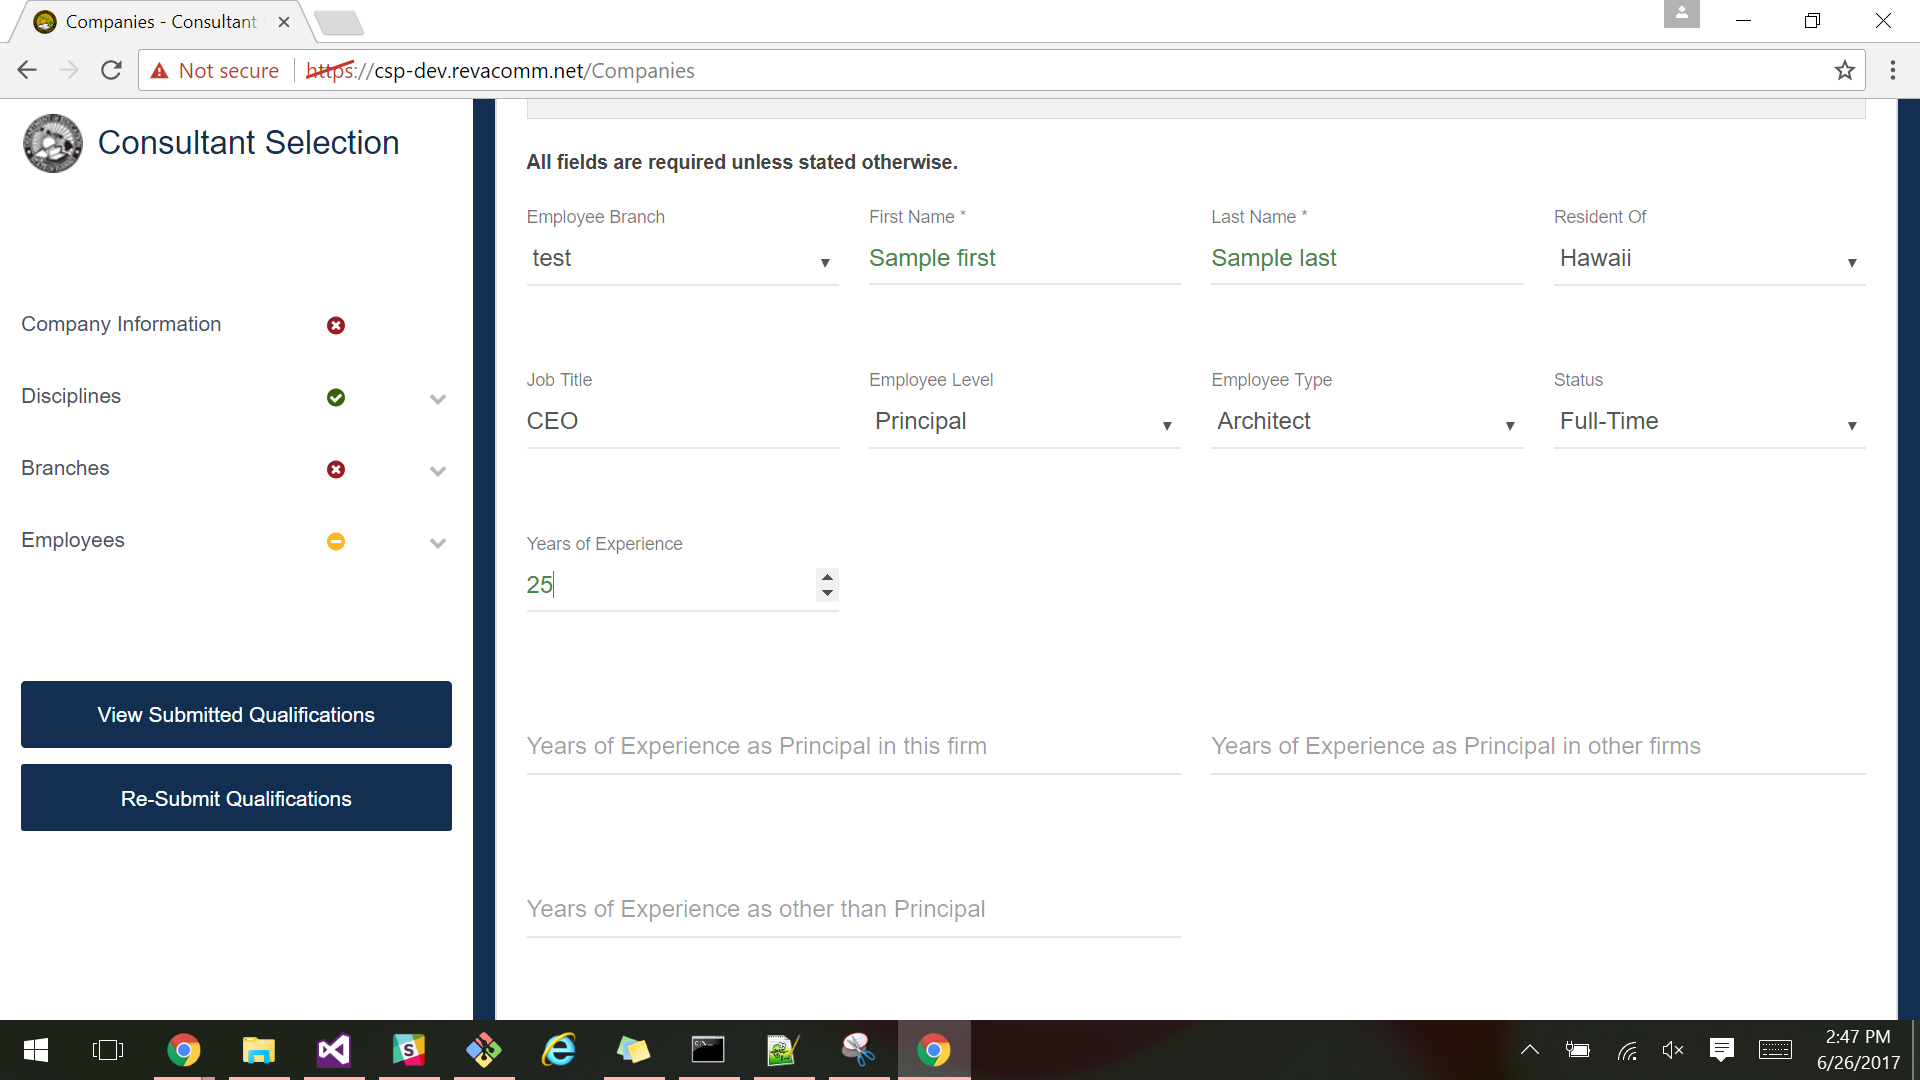 Companies - Consultant
Not secure
https://csp-dev.revacomm.net/Companies
Consultant Selection
Company Information
Disciplines
Branches
Employees
View Submitted Qualifications
Re-Submit Qualifications
All fields are required unless stated otherwise.
Employee Branch First Name * Last Name * Resident Of
test Sample first Sample last Hawaii
Job Title Employee Level Employee Type Status
CEO Principal Architect Full-Time
Years of Experience
25
Years of Experience as Principal in this firm Years of Experience as Principal in other firms
Years of Experience as other than Principal
2:47 PM
6/26/2017